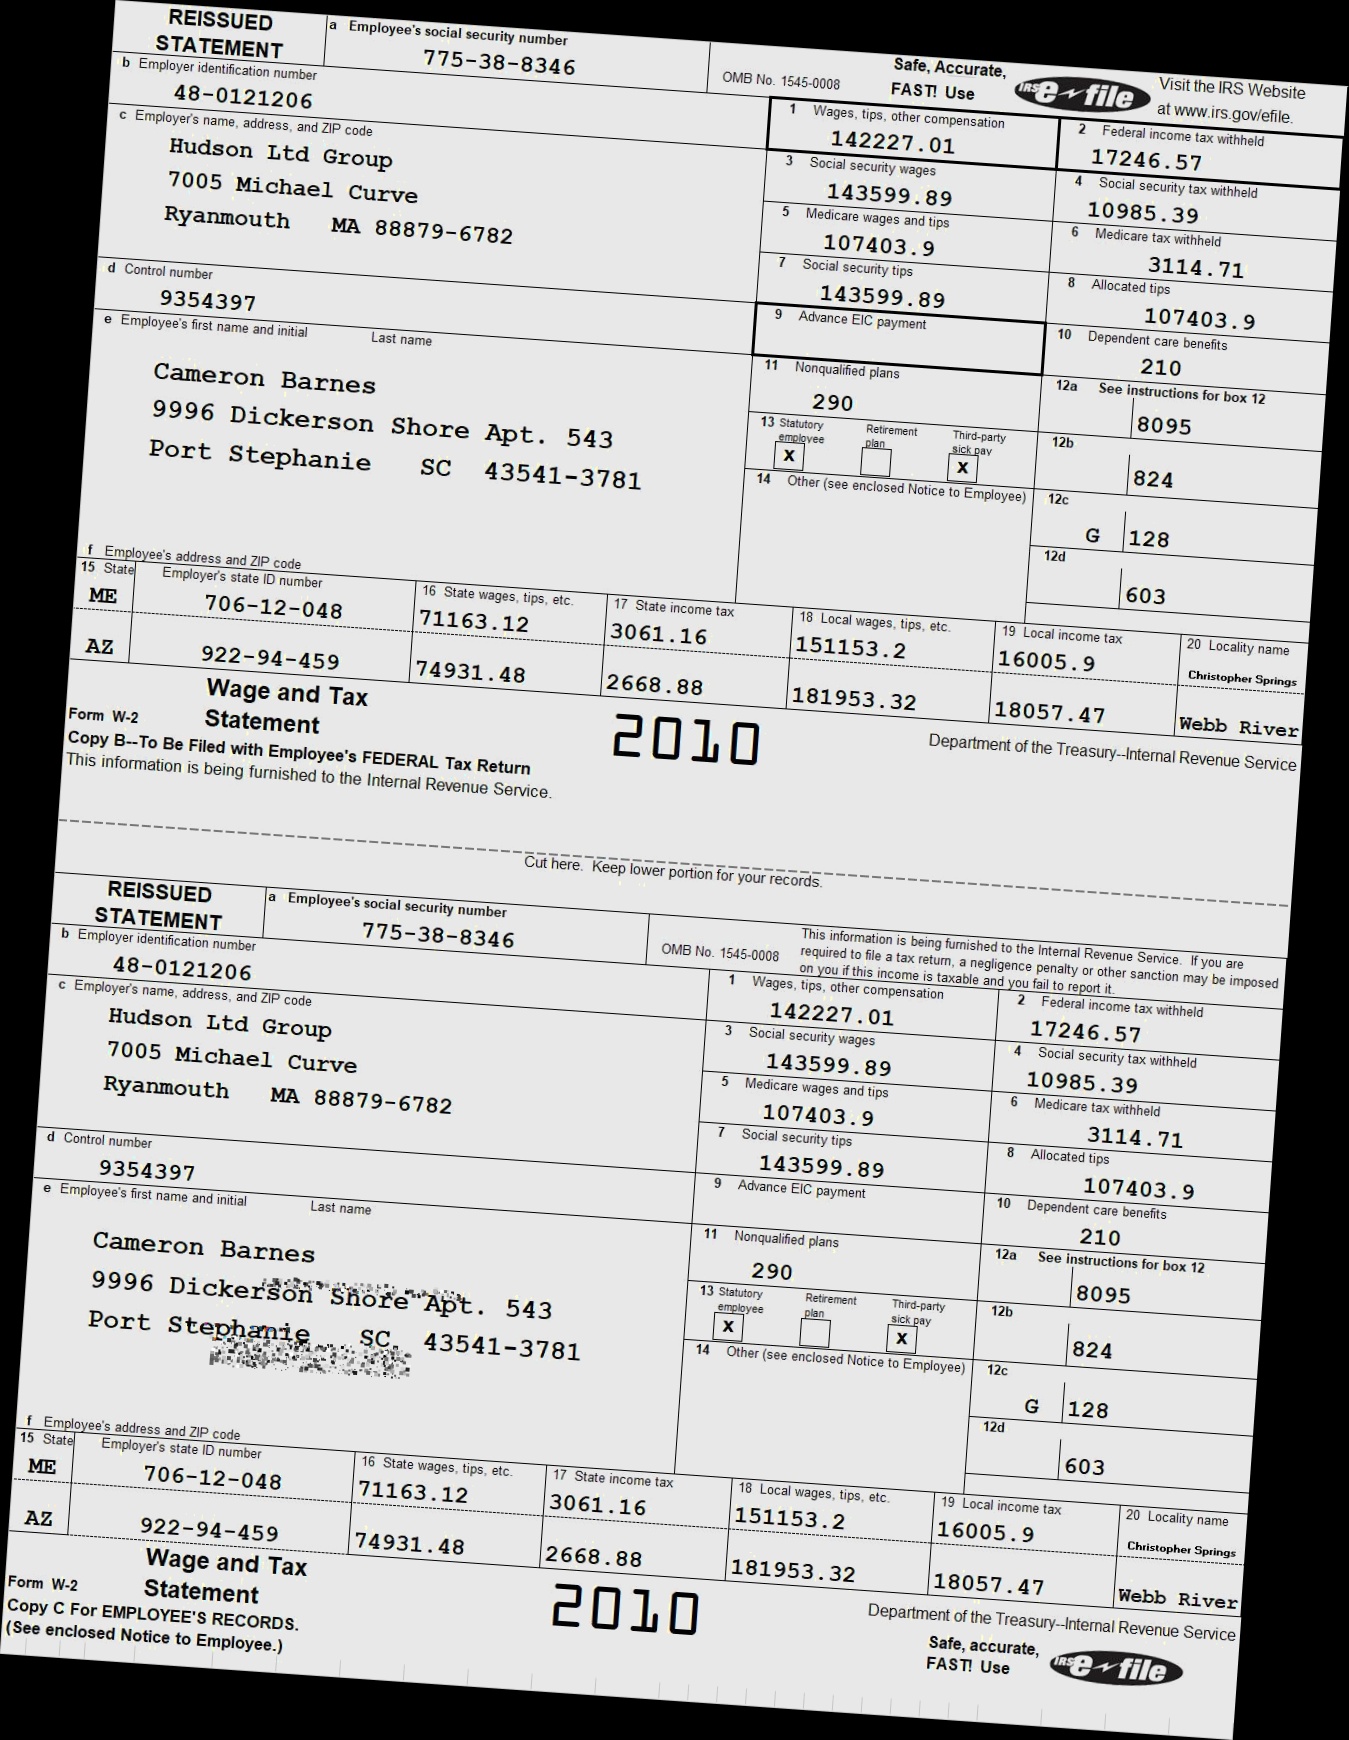 REISSUED STATEMENT
a Employee's social security number
775-38-8346
OMB No. 1545-0008
Safe, Accurate, FAST! Use
IRS e-file
Visit the IRS Website at www.irs.gov/efile.
b Employer identification number
48-0121206
1 Wages, tips, other compensation
142227.01
2 Federal income tax withheld
17246.57
c Employer's name, address, and ZIP code
Hudson Ltd Group
7005 Michael Curve
Ryanmouth MA 88879-6782
3 Social security wages
143599.89
4 Social security tax withheld
10985.39
5 Medicare wages and tips
107403.9
6 Medicare tax withheld
3114.71
d Control number
9354397
7 Social security tips
143599.89
8 Allocated tips
107403.9
e Employee's first name and initial Last name
Cameron Barnes
9996 Dickerson Shore Apt. 543
Port Stephanie SC 43541-3781
9 Advance EIC payment
10 Dependent care benefits
210
11 Nonqualified plans
290
12a See instructions for box 12
8095
13 Statutory employee
X
Retirement plan
Third-party sick pay
X
12b
824
14 Other (see enclosed Notice to Employee)
12c
G 128
12d
603
f Employee's address and ZIP code
15 State Employer's state ID number
16 State wages, tips, etc.
17 State income tax
18 Local wages, tips, etc.
19 Local income tax
20 Locality name
ME 706-12-048 71163.12 3061.16 151153.2 16005.9 Christopher Springs
AZ 922-94-459 74931.48 2668.88 181953.32 18057.47 Webb River
Form W-2 Wage and Tax Statement
2010
Department of the Treasury--Internal Revenue Service
Copy B--To Be Filed with Employee's FEDERAL Tax Return
This information is being furnished to the Internal Revenue Service.
Cut here. Keep lower portion for your records.
REISSUED STATEMENT
a Employee's social security number
775-38-8346
OMB No. 1545-0008
This information is being furnished to the Internal Revenue Service. If you are
required to file a tax return, a negligence penalty or other sanction may be imposed
on you if this income is taxable and you fail to report it.
b Employer identification number
48-0121206
1 Wages, tips, other compensation
142227.01
2 Federal income tax withheld
17246.57
c Employer's name, address, and ZIP code
Hudson Ltd Group
7005 Michael Curve
Ryanmouth MA 88879-6782
3 Social security wages
143599.89
4 Social security tax withheld
10985.39
5 Medicare wages and tips
107403.9
6 Medicare tax withheld
3114.71
d Control number
9354397
7 Social security tips
143599.89
8 Allocated tips
107403.9
e Employee's first name and initial Last name
Cameron Barnes
9996 Dickerson Shore Apt. 543
Port Stephanie SC 43541-3781
9 Advance EIC payment
10 Dependent care benefits
210
11 Nonqualified plans
290
12a See instructions for box 12
8095
13 Statutory employee
X
Retirement plan
Third-party sick pay
X
12b
824
14 Other (see enclosed Notice to Employee)
12c
G 128
12d
603
f Employee's address and ZIP code
15 State Employer's state ID number
16 State wages, tips, etc.
17 State income tax
18 Local wages, tips, etc.
19 Local income tax
20 Locality name
ME 706-12-048 71163.12 3061.16 151153.2 16005.9 Christopher Springs
AZ 922-94-459 74931.48 2668.88 181953.32 18057.47 Webb River
Form W-2 Wage and Tax Statement
2010
Department of the Treasury--Internal Revenue Service
Copy C For EMPLOYEE'S RECORDS.
(See enclosed Notice to Employee.)
Safe, accurate, FAST! Use
IRS e-file